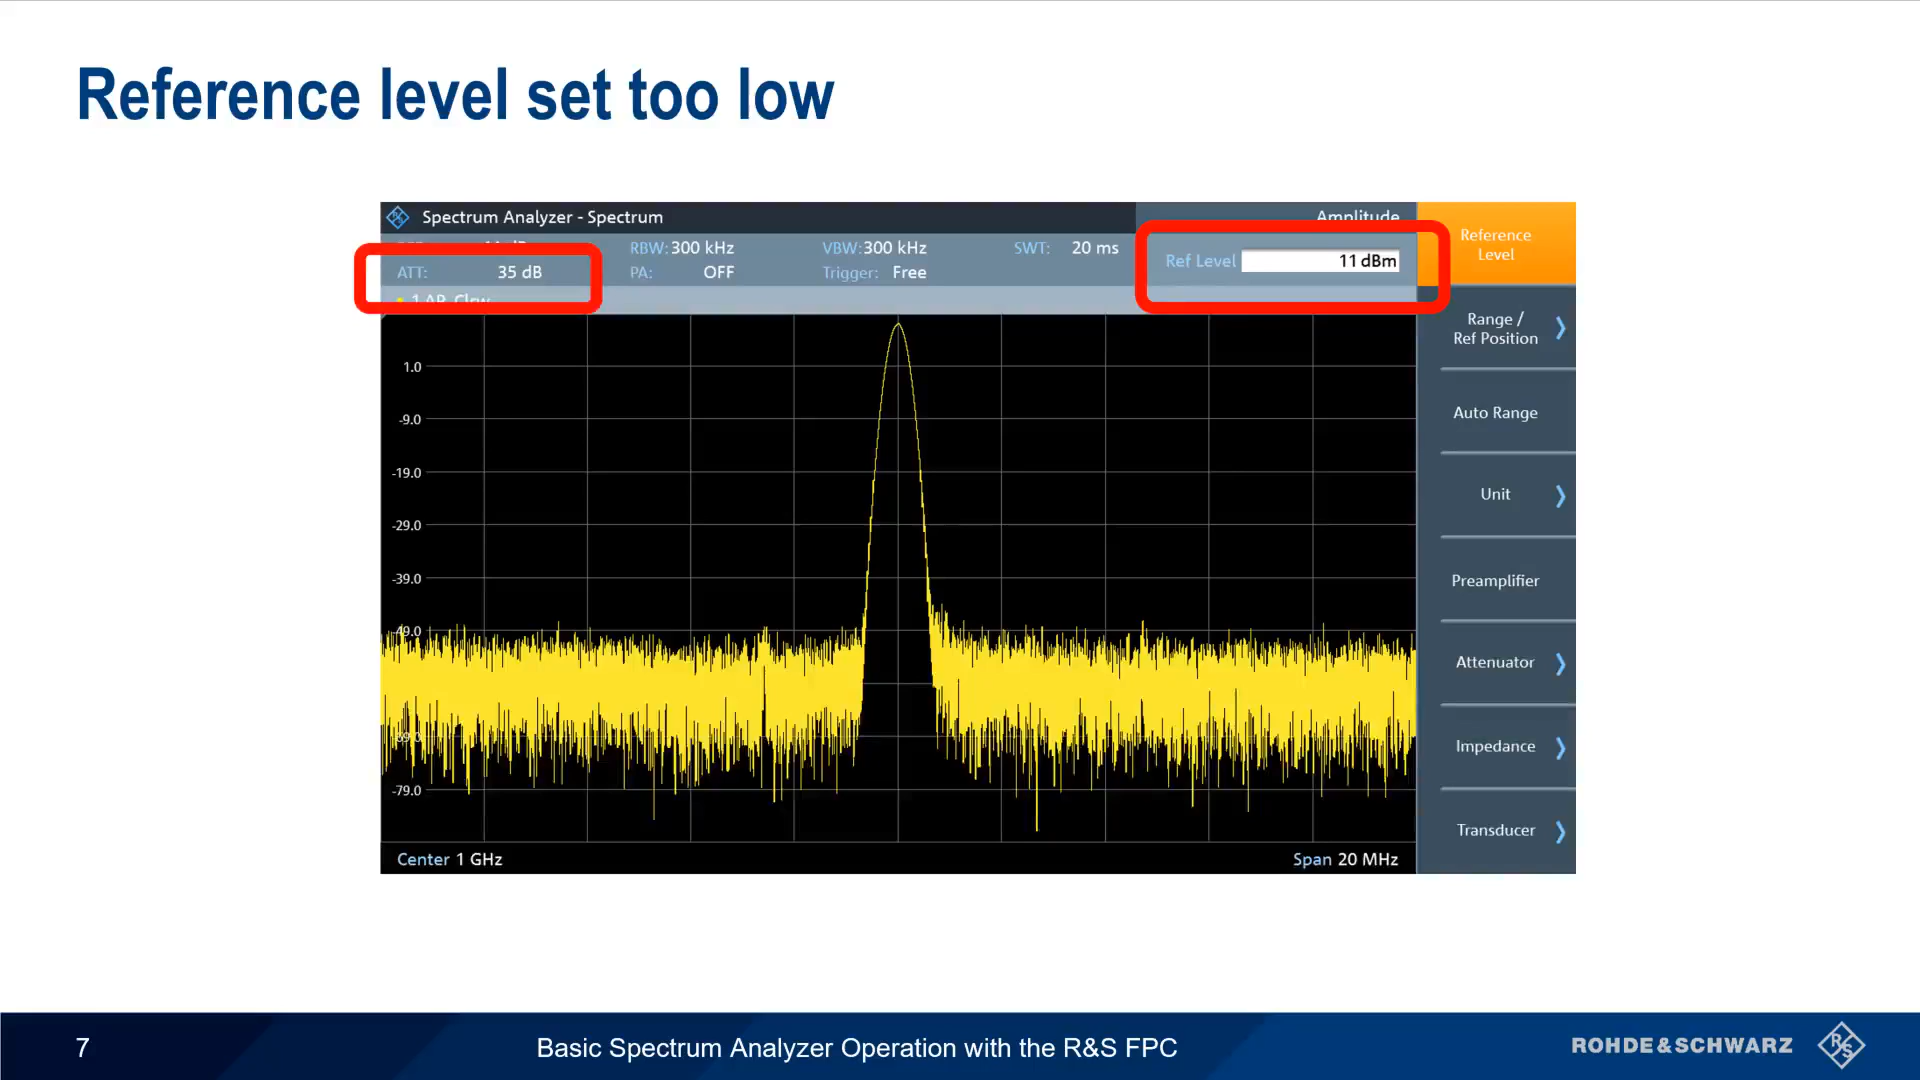 Reference level set too low
Spectrum Analyzer - Spectrum
Amplitude
RBW: 300 kHz
VBW: 300 kHz
SWT: 20 ms
ATT: 35 dB
PA: OFF
Trigger: Free
Ref Level 11 dBm
1 AP Clrw
Reference
Level
Range /
Ref Position
Auto Range
Unit
Preamplifier
Attenuator
Impedance
Transducer
1.0
-9.0
-19.0
-29.0
-39.0
-49.0
-79.0
Center 1 GHz
Span 20 MHz
7
Basic Spectrum Analyzer Operation with the R&S FPC
ROHDE&SCHWARZ
R&S